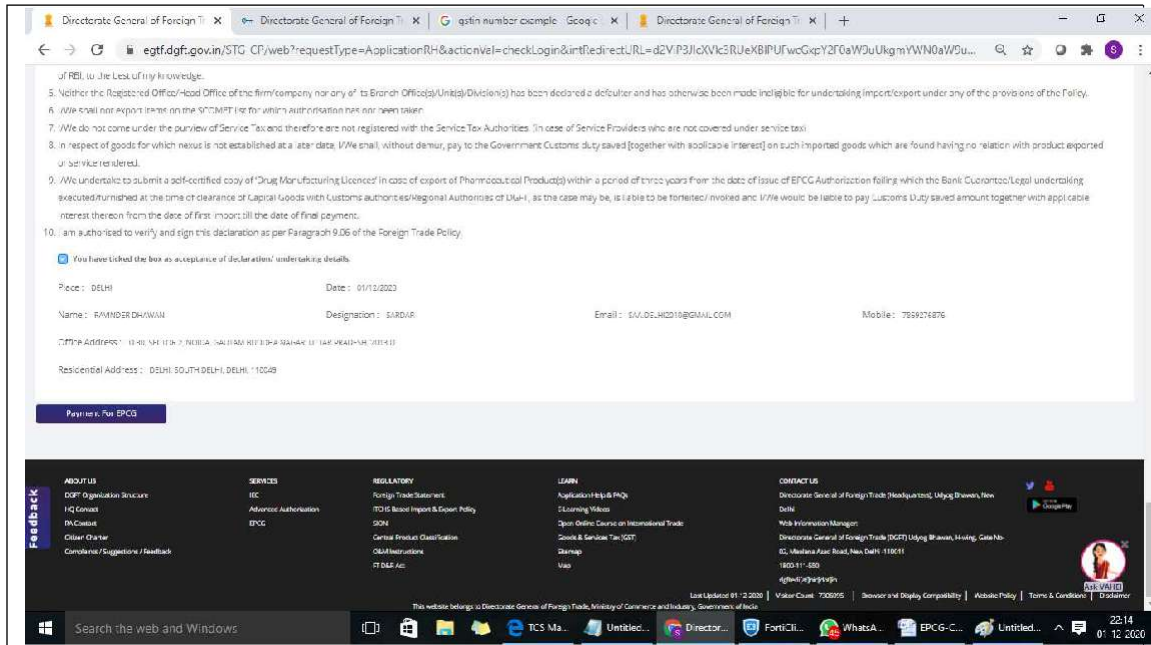 Directorate General of Foreign T
Directorate General of Foreign T
gstin number example - Google
Directorate General of Foreign T
of RBI, to the best of my knowledge.
5. Neither the Registered Office/Head Office of the firm/company nor any of its Branch Office(s)/Unit(s)/Division(s) has been declared a defaulter and has otherwise been made ineligible for undertaking import/export under any of the provisions of the Policy.
6. I/We shall not export items on the SCOMET list for which authorisation has not been taken
7. I/We do not come under the purview of Service Tax and therefore are not registered with the Service Tax Authorities. (in case of Service Providers who are not covered under service tax)
8. In respect of goods for which nexus is not established at a later date, I/We shall, without demur, pay to the Government Customs duty saved [together with applicable interest] on such imported goods which are found having no relation with product exported
or service rendered.
9. I/We undertake to submit a self-certified copy of 'Drug Manufacturing Licences' in case of export of Pharmaceutical Product(s) within a period of three years from the date of issue of EPCG Authorization failing which the Bank Guarantee/Legal undertaking
executed/furnished at the time of clearance of Capital Goods with Customs authorities/Regional Authorities of DGFT, as the case may be, is liable to be forfeited/invoked and I/We would be liable to pay Customs Duty saved amount together with applicable
interest thereon from the date of first import till the date of final payment.
10. I am authorised to verify and sign this declaration as per Paragraph 9.06 of the Foreign Trade Policy
You have ticked the box as acceptance of declaration/ undertaking details.
Place : DELHI Date : 01/12/2023
Name : RAVINDER DHAWAN Designation : SARDAR Email : Mobile : 7859276876
Office Address : SECTOR 2, NOIDA, GAUTAM BUDDHA NAGAR, UTTAR PRADESH,
Residential Address : DELHI, SOUTH DELHI, DELHI, 110049
Payment For EPCG
Feedback
ABOUT US SERVICES REGULATORY LEARN CONTACT US
DGFT Organisation Structure IEC Foreign Trade Statement Application Help & FAQs Directorate General of Foreign Trade (Headquarters), Udyog Bhawan, New
HQ Contact Advanced Authorisation ITCHS Based Import & Export Policy E-Learning Videos Delhi
RA Contact EPCG SION Open Online Course on International Trade Web Information Manager:
Citizen Charter Central Product Classification Goods & Services Tax (GST) Directorate General of Foreign Trade (DGFT) Udyog Bhawan, H-wing, Gate No-
Complaints / Suggestions / Feedback O&M Instructions Sitemap 02, Maulana Azad Road, New Delhi -110011
FT D&R Act 1800-111-550
Google Play
Ask VAHEI
Last Updated 01-12-2020 | Visitor Count 7306095 | Browser and Display Compatibility | Website Policy | Terms & Conditions | Disclaimer
This website belongs to Directorate General of Foreign Trade, Ministry of Commerce and Industry, Government of India
Search the web and Windows
TCS Ma... Untitled... Director... FortiCli... WhatsA... EPCG-C... Untitled... 22:14
01-12-2020